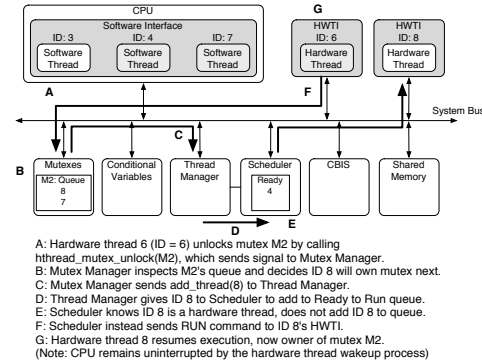 CPU
Software Interface
ID: 3 ID: 4 ID: 7
Software Thread
Software Thread
Software Thread
G
HWTI
ID: 6
Hardware Thread
HWTI
ID: 8
Hardware Thread
A
F
System Bus
C
B
Mutexes
M2: Queue
8
7
Conditional Variables
Thread Manager
Scheduler
Ready
4
CBIS
Shared Memory
D
E
A: Hardware thread 6 (ID = 6) unlocks mutex M2 by calling
hthread_mutex_unlock(M2), which sends signal to Mutex Manager.
B: Mutex Manager inspects M2's queue and decides ID 8 will own mutex next.
C: Mutex Manager sends add_thread(8) to Thread Manager.
D: Thread Manager gives ID 8 to Scheduler to add to Ready to Run queue.
E: Scheduler knows ID 8 is a hardware thread, does not add ID 8 to queue.
F: Scheduler instead sends RUN command to ID 8's HWTI.
G: Hardware thread 8 resumes execution, now owner of mutex M2.
(Note: CPU remains uninterrupted by the hardware thread wakeup process)